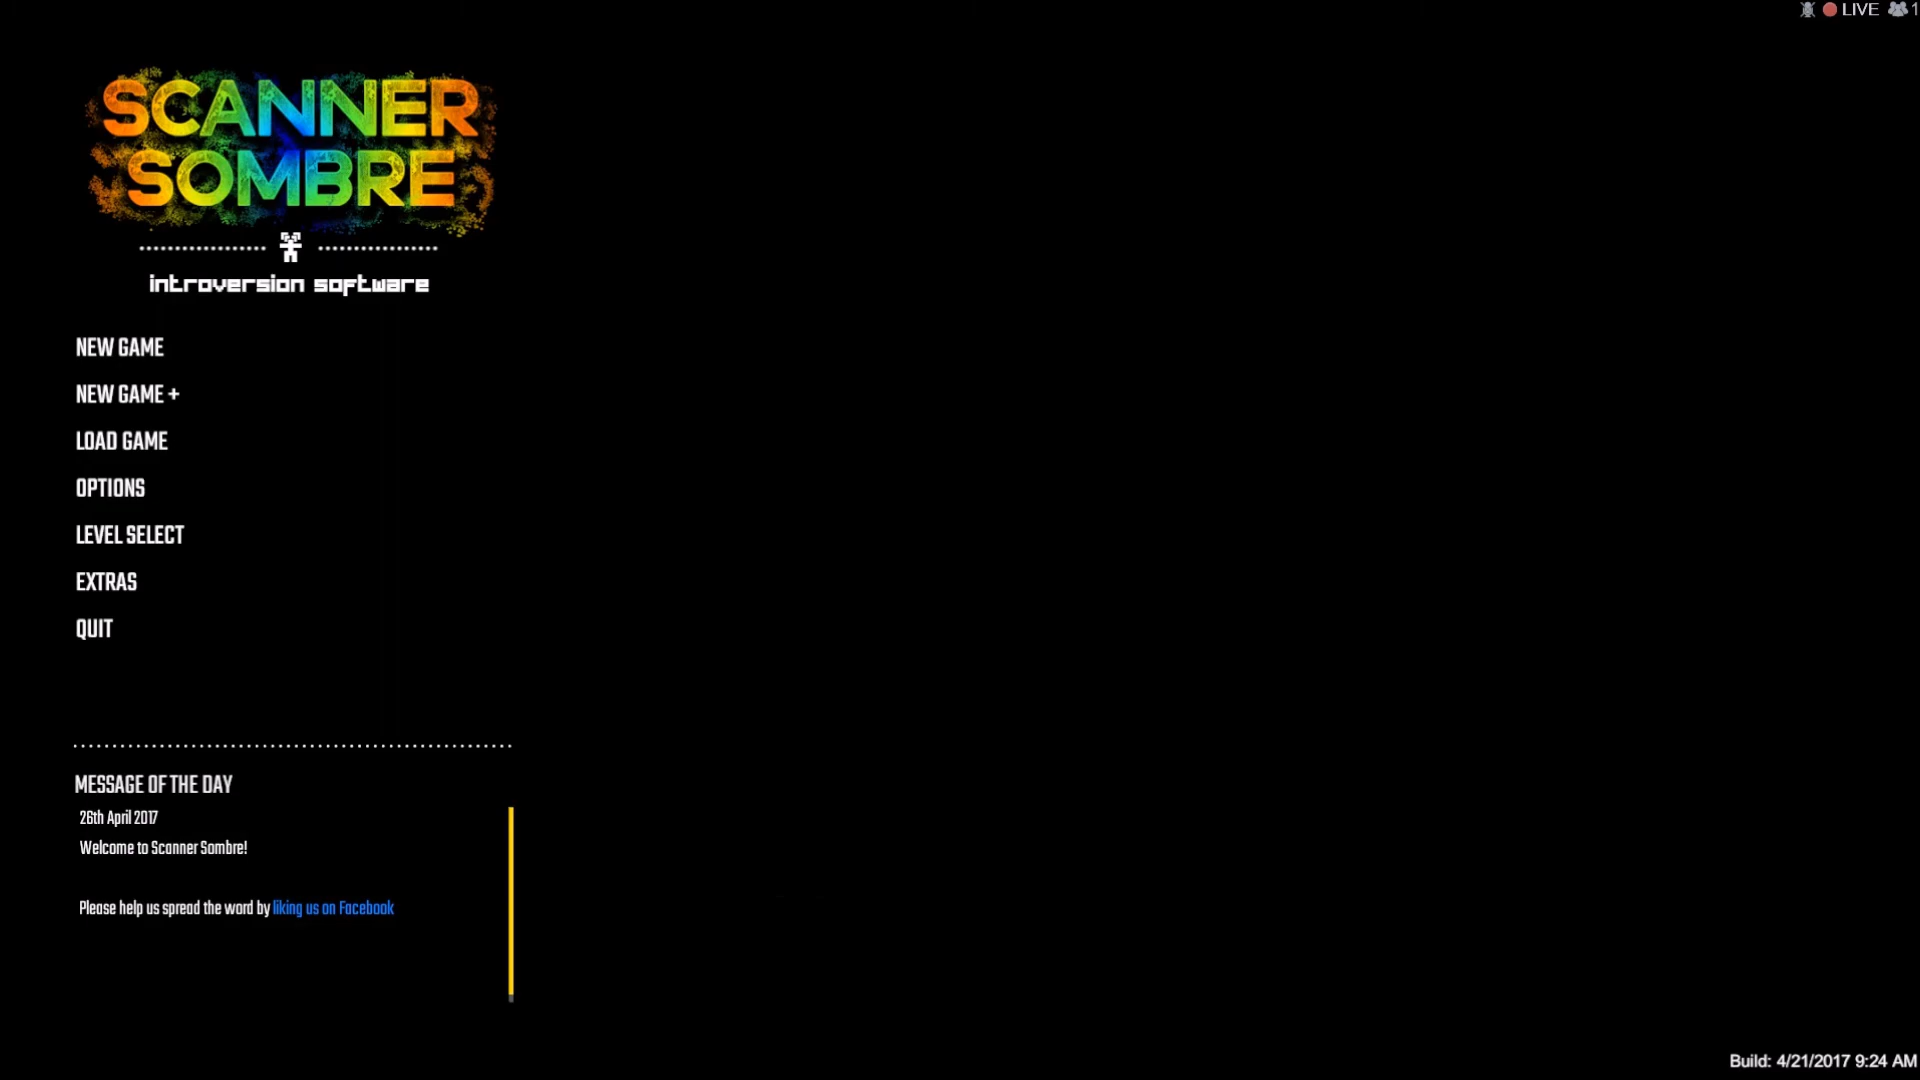 LIVE 1
SCANNER
SOMBRE
introversion software
NEW GAME
NEW GAME +
LOAD GAME
OPTIONS
LEVEL SELECT
EXTRAS
QUIT
MESSAGE OF THE DAY
26th April 2017
Welcome to Scanner Sombre!
Please help us spread the word by liking us on Facebook
Build: 4/21/2017 9:24 AM